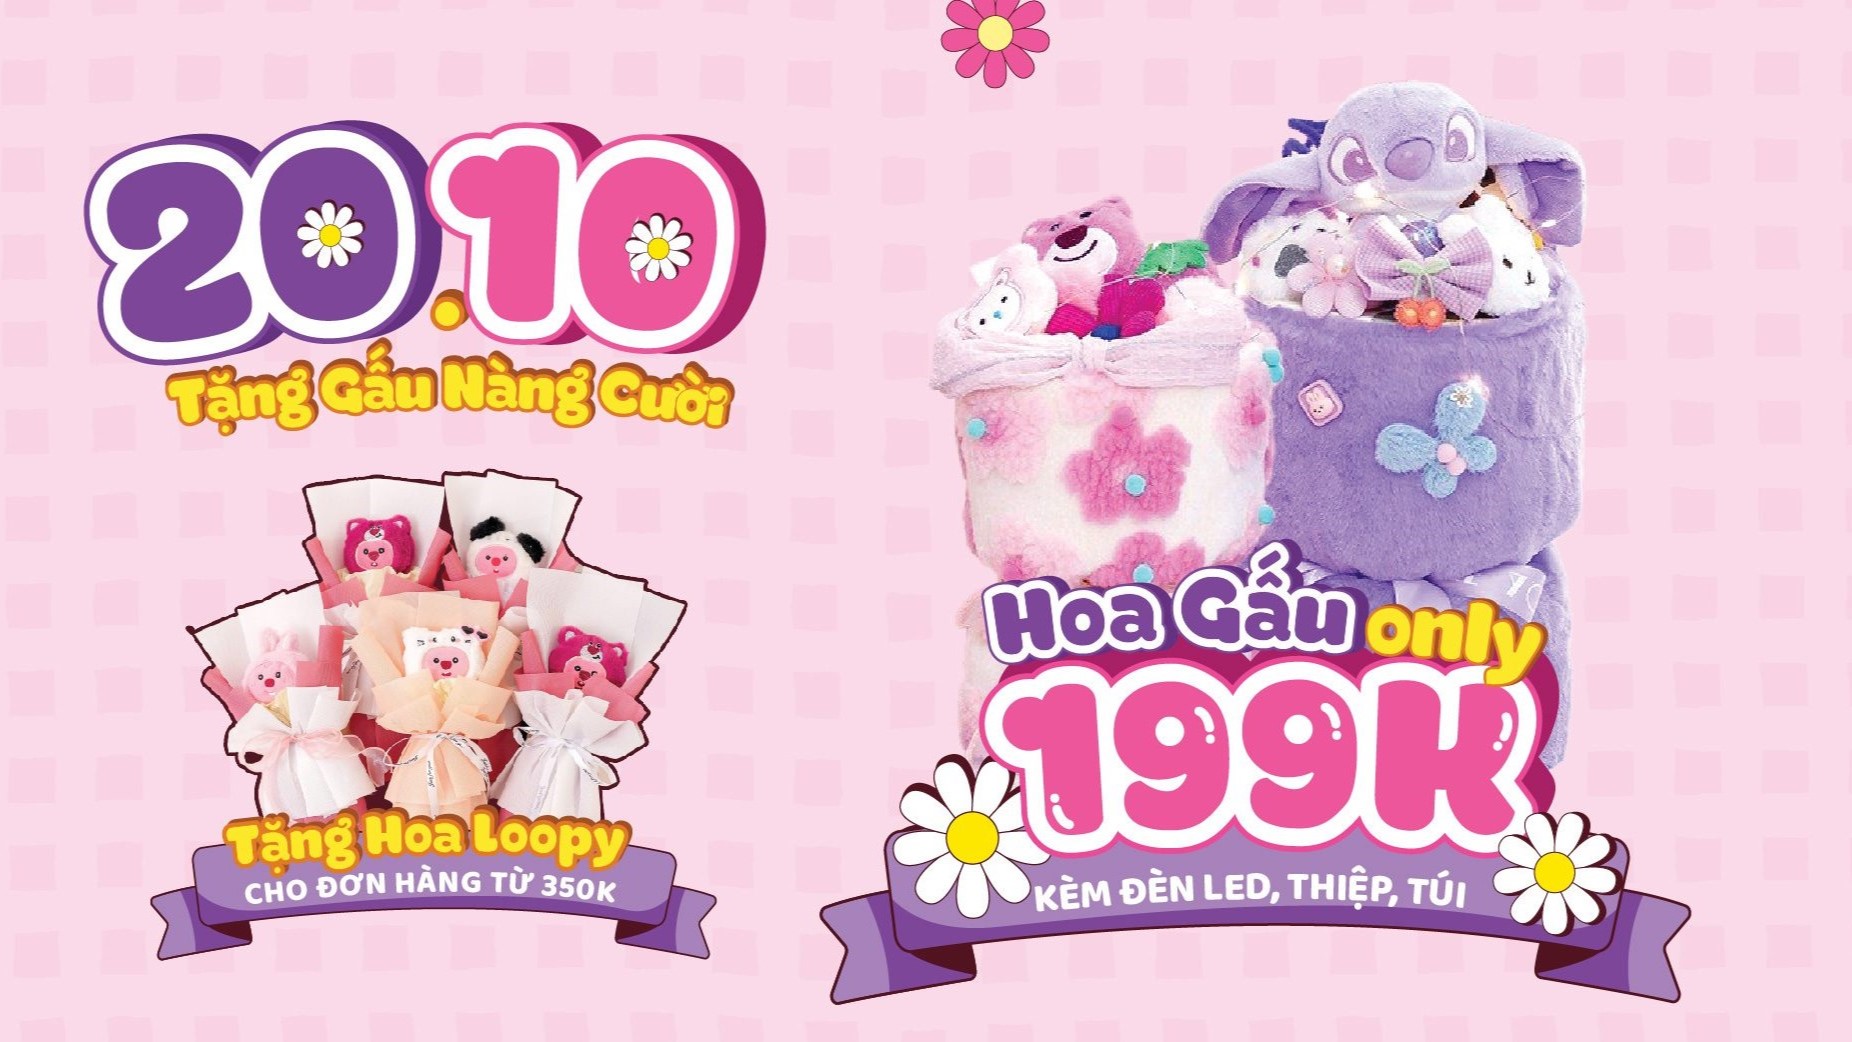 20.10
Tặng Gấu Nàng Cười
Tặng Hoa Loopy
CHO ĐƠN HÀNG TỪ 350K
Hoa Gấu only
199K
KÈM ĐÈN LED, THIỆP, TÚI